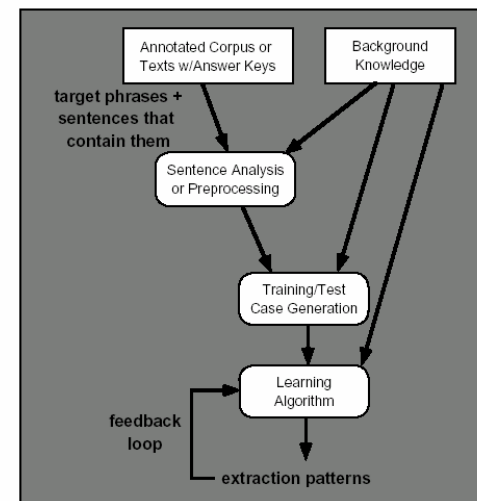 Annotated Corpus or
Texts w/Answer Keys
Background
Knowledge
target phrases +
sentences that
contain them
Sentence Analysis
or Preprocessing
Training/Test
Case Generation
Learning
Algorithm
feedback
loop
extraction patterns